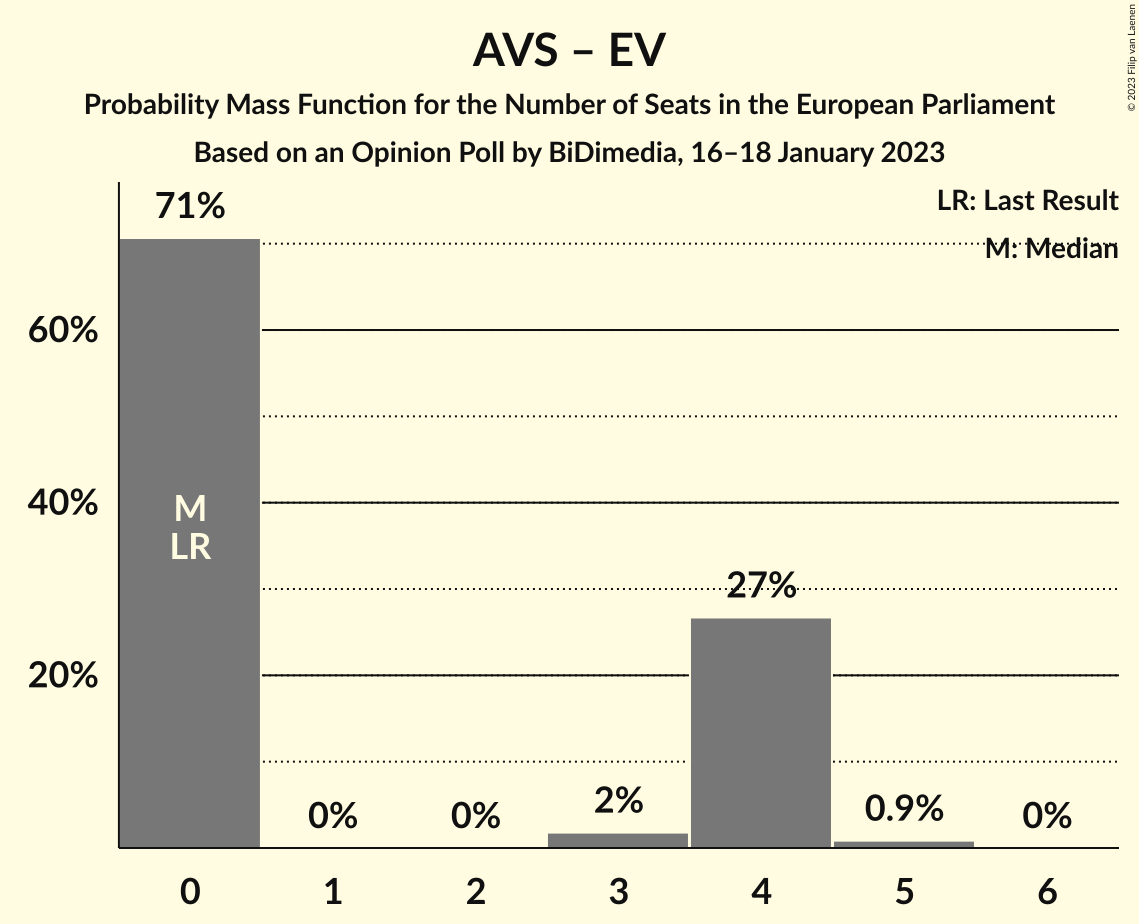 AVS – EV
Probability Mass Function for the Number of Seats in the European Parliament
Based on an Opinion Poll by BiDimedia, 16–18 January 2023
© 2023 Filip van Laenen
LR: Last Result
M: Median
71%
60%
40%
20%
M
LR
0%
0%
2%
27%
0.9%
0%
0
1
2
3
4
5
6